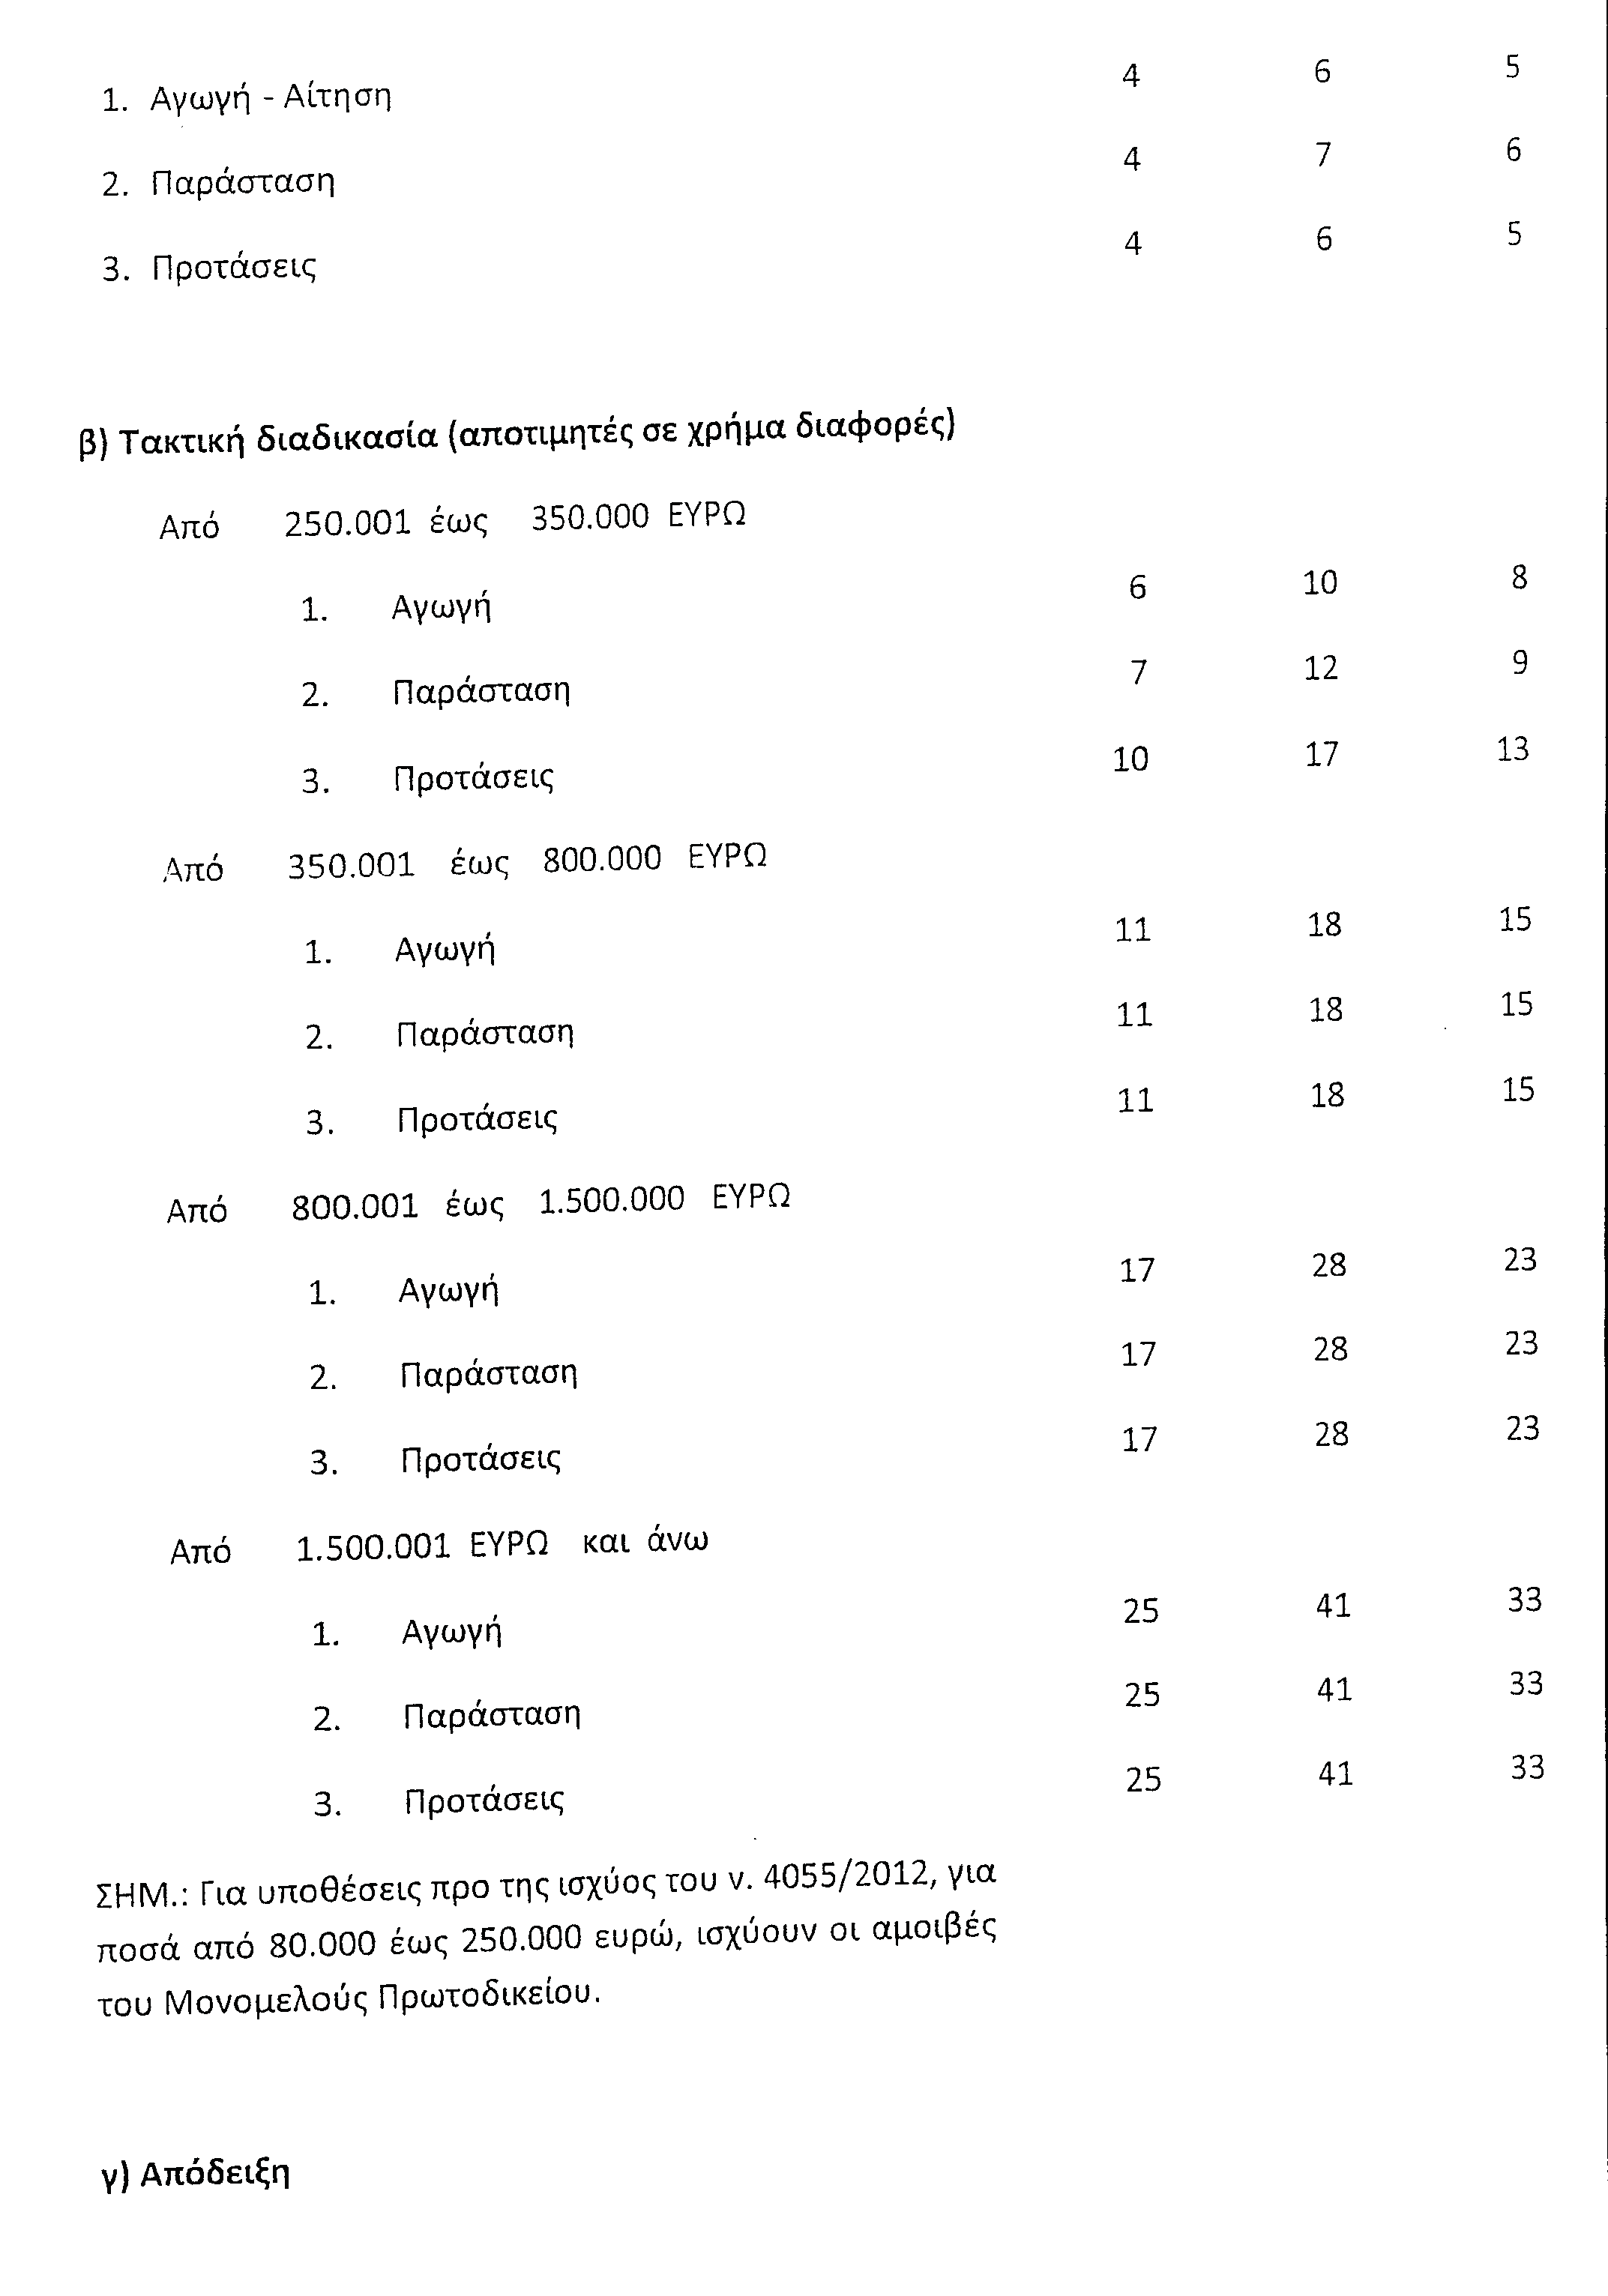 1. Αγωγή - Αίτηση 4 6 5
2. Παράσταση 4 7 6
3. Προτάσεις 4 6 5
β) Τακτική διαδικασία (αποτιμητές σε χρήμα διαφορές)
Από 250.001 έως 350.000 ΕΥΡΩ
1. Αγωγή 6 10 8
2. Παράσταση 7 12 9
3. Προτάσεις 10 17 13
Από 350.001 έως 800.000 ΕΥΡΩ
1. Αγωγή 11 18 15
2. Παράσταση 11 18 15
3. Προτάσεις 11 18 15
Από 800.001 έως 1.500.000 ΕΥΡΩ
1. Αγωγή 17 28 23
2. Παράσταση 17 28 23
3. Προτάσεις 17 28 23
Από 1.500.001 ΕΥΡΩ και άνω
1. Αγωγή 25 41 33
2. Παράσταση 25 41 33
3. Προτάσεις 25 41 33
ΣΗΜ.: Για υποθέσεις προ της ισχύος του ν. 4055/2012, για
ποσά από 80.000 έως 250.000 ευρώ, ισχύουν οι αμοιβές
του Μονομελούς Πρωτοδικείου.
γ) Απόδειξη